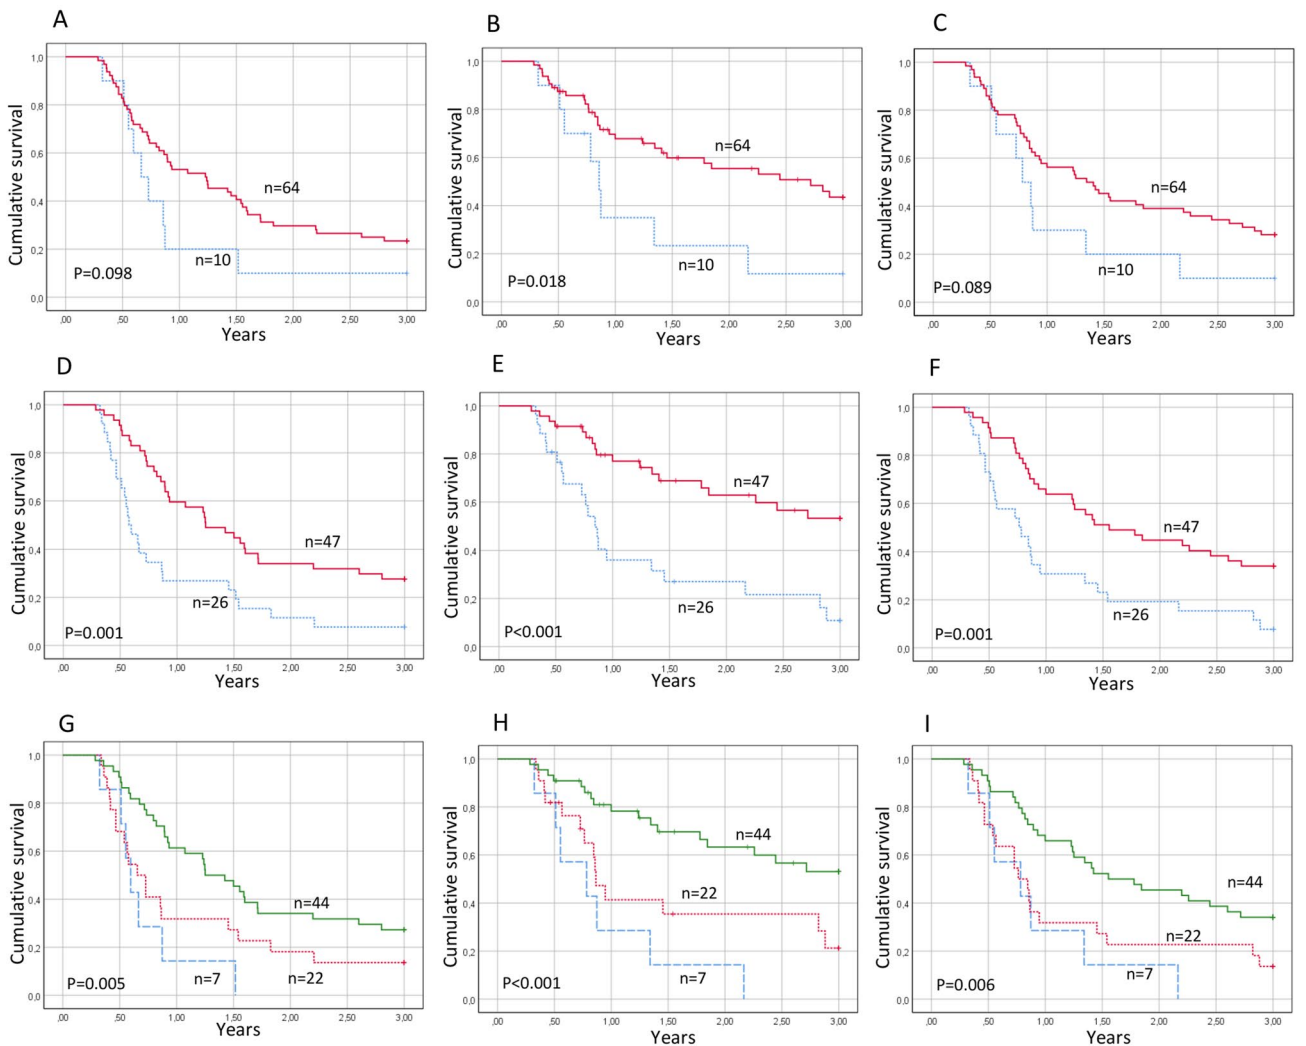 A
B
C
Cumulative survival
1,0
0,8
0,6
0,4
0,2
0,0
n=64
n=10
P=0.098
,00
,50
1,00
1,50
2,00
2,50
3,00
Years
Cumulative survival
1,0
0,8
0,6
0,4
0,2
0,0
n=64
n=10
P=0.018
,00
,50
1,00
1,50
2,00
2,50
3,00
Years
Cumulative survival
1,0
0,8
0,6
0,4
0,2
0,0
n=64
n=10
P=0.089
,00
,50
1,00
1,50
2,00
2,50
3,00
Years
D
E
F
Cumulative survival
1,0
0,8
0,6
0,4
0,2
0,0
n=47
n=26
P=0.001
,00
,50
1,00
1,50
2,00
2,50
3,00
Years
Cumulative survival
1,0
0,8
0,6
0,4
0,2
0,0
n=47
n=26
P<0.001
,00
,50
1,00
1,50
2,00
2,50
3,00
Years
Cumulative survival
1,0
0,8
0,6
0,4
0,2
0,0
n=47
n=26
P=0.001
,00
,50
1,00
1,50
2,00
2,50
3,00
Years
G
H
I
Cumulative survival
1,0
0,8
0,6
0,4
0,2
0,0
n=44
n=7
n=22
P=0.005
,00
,50
1,00
1,50
2,00
2,50
3,00
Years
Cumulative survival
1,0
0,8
0,6
0,4
0,2
0,0
n=44
n=22
n=7
P<0.001
,00
,50
1,00
1,50
2,00
2,50
3,00
Years
Cumulative survival
1,0
0,8
0,6
0,4
0,2
0,0
n=44
n=22
n=7
P=0.006
,00
,50
1,00
1,50
2,00
2,50
3,00
Years